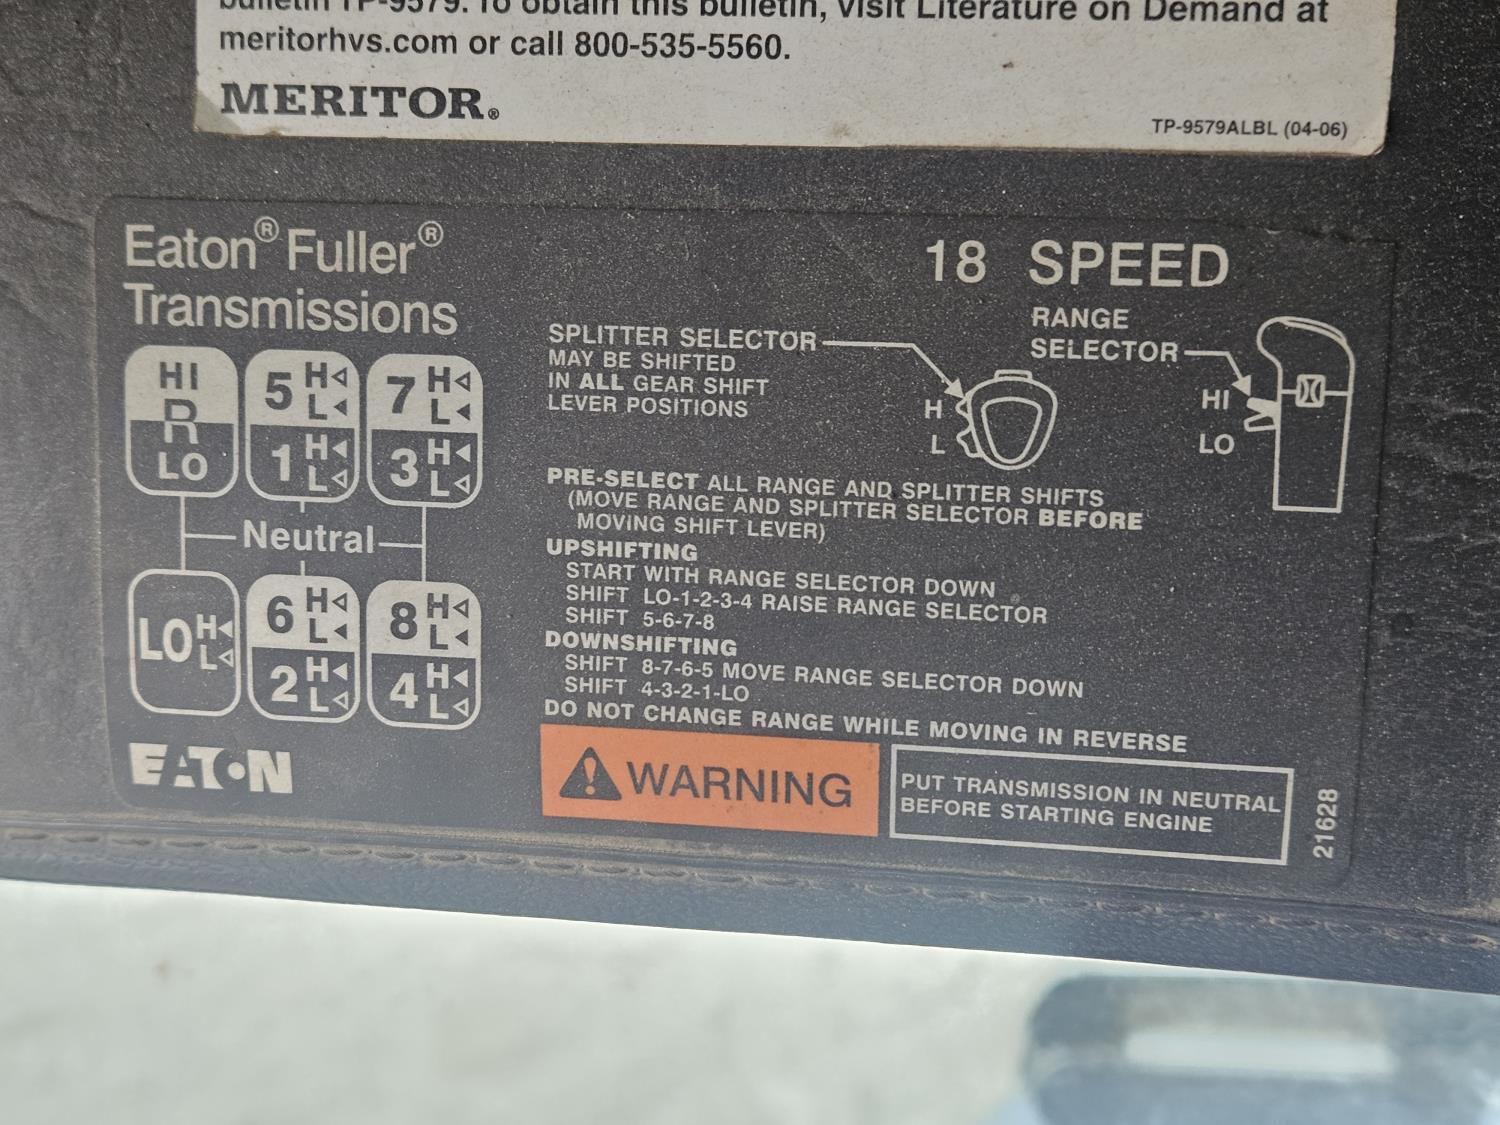 bulletin TP-9579. To obtain this bulletin, visit Literature on Demand at
meritorhvs.com or call 800-535-5560.
MERITOR®
TP-9579ALBL (04-06)
Eaton® Fuller®
Transmissions
18 SPEED
HI
R
LO
5 H L
1 H L
7 H L
3 H L
Neutral
LO H L
6 H L
2 H L
8 H L
4 H L
EATON
SPLITTER SELECTOR
MAY BE SHIFTED
IN ALL GEAR SHIFT
LEVER POSITIONS
H
L
RANGE
SELECTOR
HI
LO
PRE-SELECT ALL RANGE AND SPLITTER SHIFTS
(MOVE RANGE AND SPLITTER SELECTOR BEFORE
MOVING SHIFT LEVER)
UPSHIFTING
START WITH RANGE SELECTOR DOWN
SHIFT LO-1-2-3-4 RAISE RANGE SELECTOR
SHIFT 5-6-7-8
DOWNSHIFTING
SHIFT 8-7-6-5 MOVE RANGE SELECTOR DOWN
SHIFT 4-3-2-1-LO
DO NOT CHANGE RANGE WHILE MOVING IN REVERSE
WARNING
PUT TRANSMISSION IN NEUTRAL
BEFORE STARTING ENGINE
21628